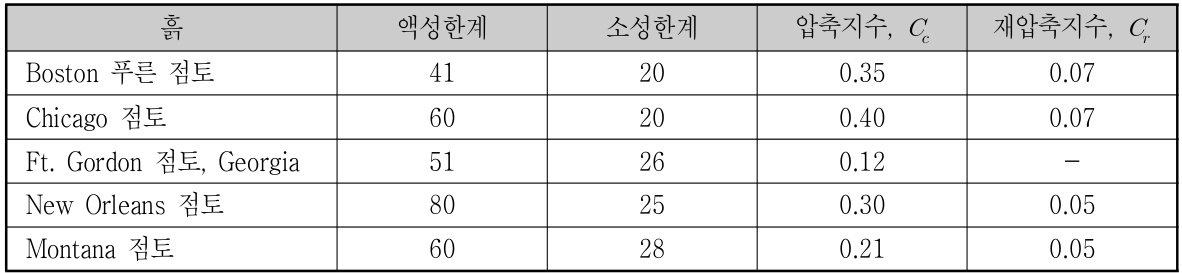 흙 액성한계 소성한계 압축지수, C_c 재압축지수, C_r
Boston 푸른 점토 41 20 0.35 0.07
Chicago 점토 60 20 0.40 0.07
Ft. Gordon 점토, Georgia 51 26 0.12 -
New Orleans 점토 80 25 0.30 0.05
Montana 점토 60 28 0.21 0.05